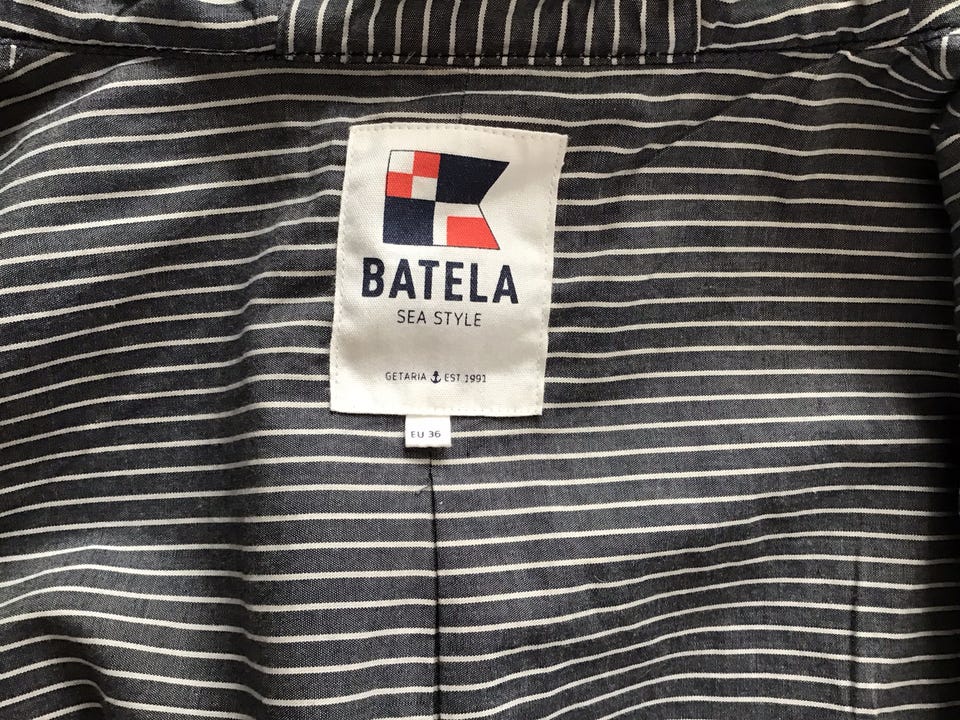 BATELA
SEA STYLE
GETARIA EST.1991
EU 36